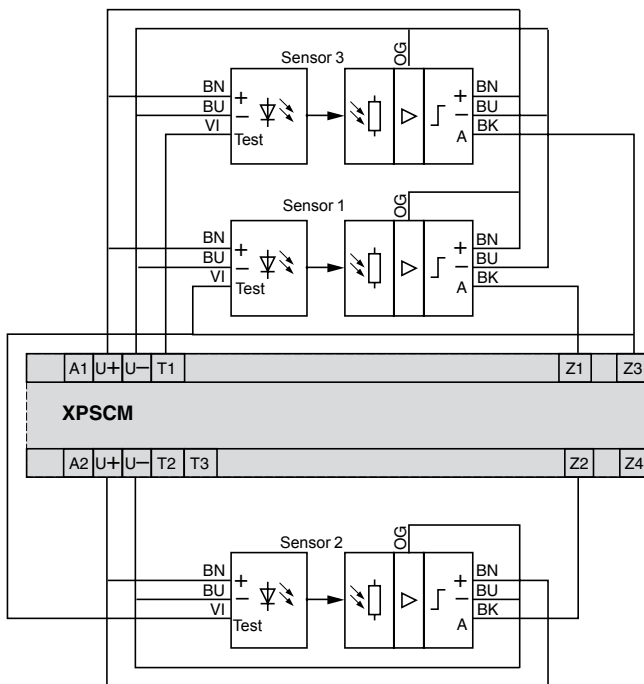 Sensor 3
OG
BN + + BN
BU − − BU
VI Test A BK
Sensor 1
OG
BN + + BN
BU − − BU
VI Test A BK
A1 U+ U− T1 Z1 Z3
XPSCM
A2 U+ U− T2 T3 Z2 Z4
Sensor 2
OG
BN + + BN
BU − − BU
VI Test A BK